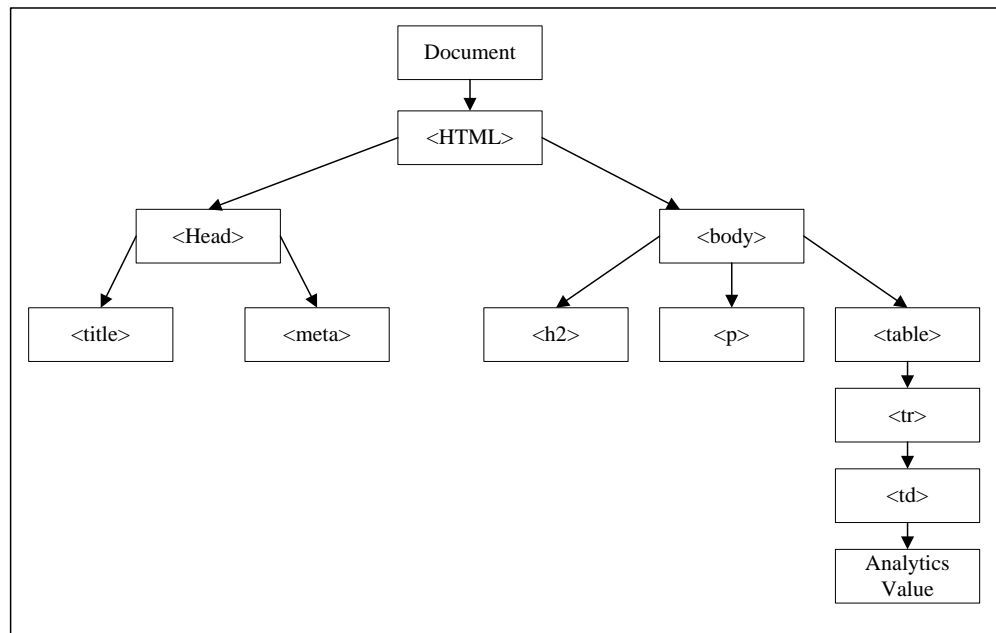 Document
<HTML>
<Head>
<body>
<title>
<meta>
<h2>
<p>
<table>
<tr>
<td>
Analytics
Value